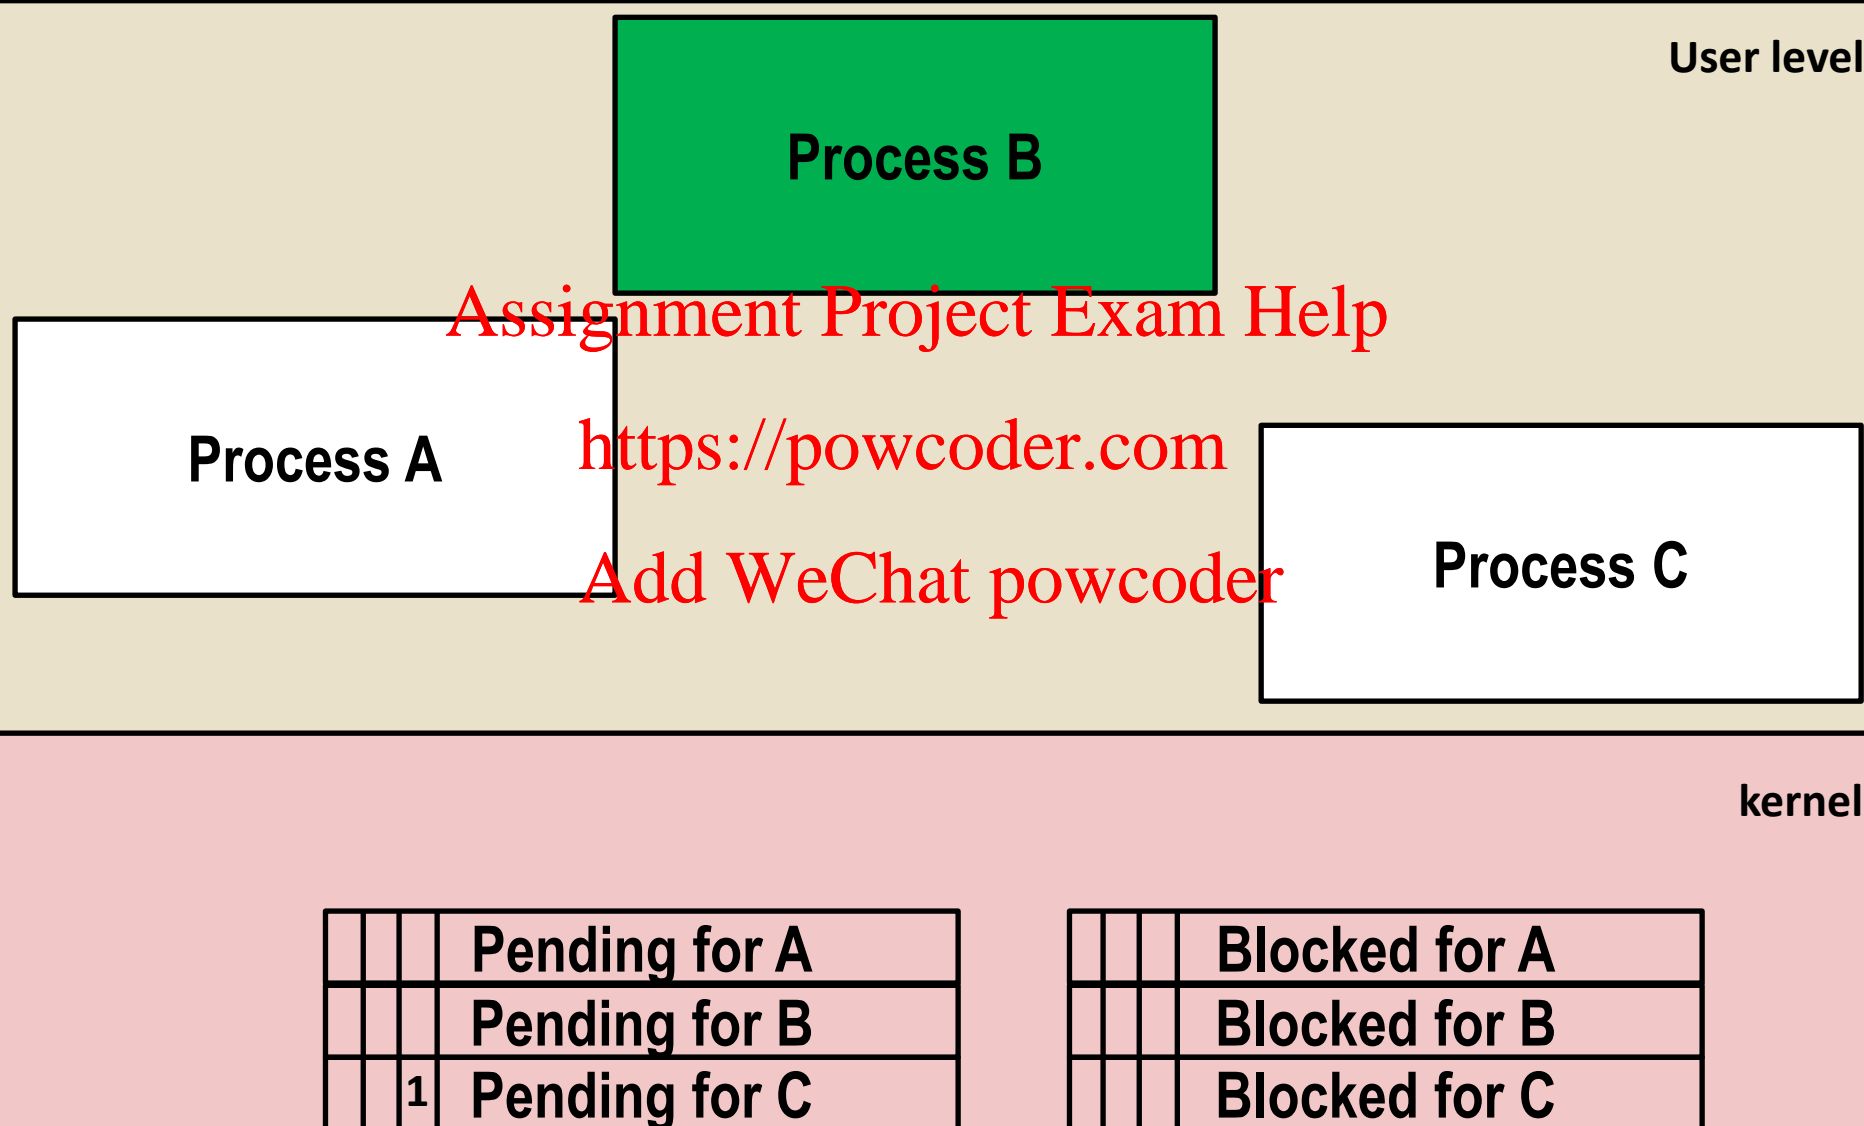 User level
Process B
Assignment Project Exam Help
Process A
https://powcoder.com
Process C
Add WeChat powcoder
kernel
Pending for A
Blocked for A
Pending for B
Blocked for B
1 Pending for C
Blocked for C